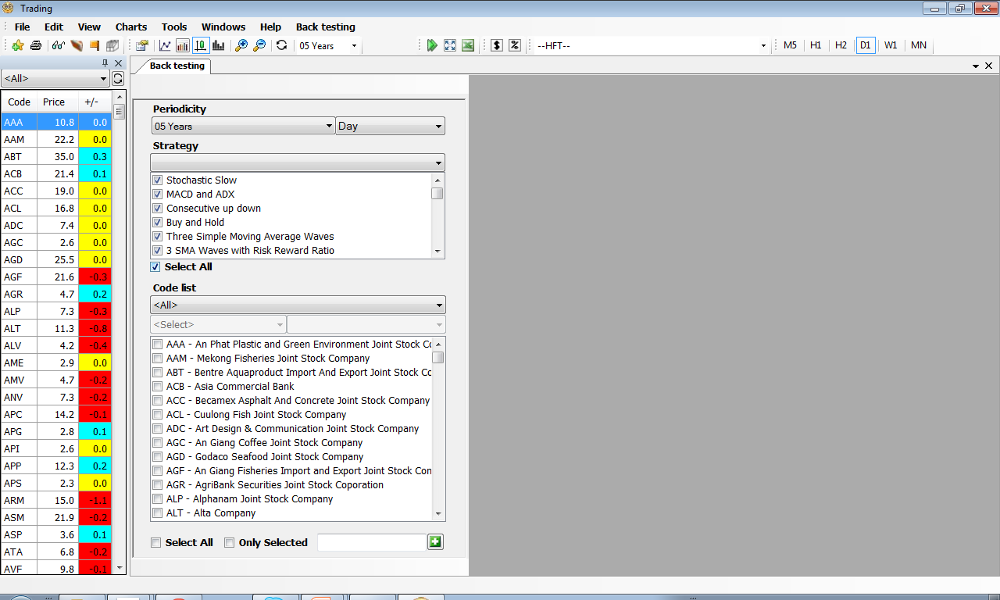 Trading
File Edit View Charts Tools Windows Help Back testing
05 Years --HFT-- M5 H1 H2 D1 W1 MN
<All>
Code Price +/-
AAA 10.8 0.0
AAM 22.2 0.0
ABT 35.0 0.3
ACB 21.4 0.1
ACC 19.0 0.0
ACL 16.8 0.0
ADC 7.4 0.0
AGC 2.6 0.0
AGD 25.5 0.0
AGF 21.6 -0.3
AGR 4.7 0.2
ALP 7.3 -0.3
ALT 11.3 -0.8
ALV 4.2 -0.4
AME 2.9 0.0
AMV 4.7 -0.2
ANV 7.3 -0.2
APC 14.2 -0.1
APG 2.8 0.1
API 2.6 0.0
APP 12.3 0.2
APS 2.3 0.0
ARM 15.0 -1.1
ASM 21.9 -0.2
ASP 3.6 0.1
ATA 6.8 -0.2
AVF 9.8 -0.1
Back testing
Periodicity
05 Years Day
Strategy
Stochastic Slow
MACD and ADX
Consecutive up down
Buy and Hold
Three Simple Moving Average Waves
3 SMA Waves with Risk Reward Ratio
Select All
Code list
<All>
<Select>
AAA - An Phat Plastic and Green Environment Joint Stock Co
AAM - Mekong Fisheries Joint Stock Company
ABT - Bentre Aquaproduct Import And Export Joint Stock Cc
ACB - Asia Commercial Bank
ACC - Becamex Asphalt And Concrete Joint Stock Company
ACL - Cuulong Fish Joint Stock Company
ADC - Art Design & Communication Joint Stock Company
AGC - An Giang Coffee Joint Stock Company
AGD - Godaco Seafood Joint Stock Company
AGF - An Giang Fisheries Import and Export Joint Stock Con
AGR - AgriBank Securities Joint Stock Coporation
ALP - Alphanam Joint Stock Company
ALT - Alta Company
Select All Only Selected